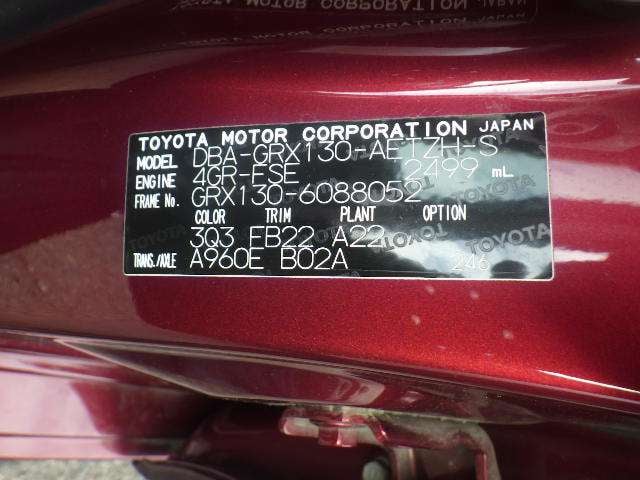 TOYOTA MOTOR CORPORATION JAPAN
MODEL DBA-GRX130-AETZH-S
ENGINE 4GR-FSE 2499 mL
FRAME No. GRX130-6088052
COLOR TRIM PLANT OPTION
3Q3 FB22 A22
TRANS./AXLE A960E B02A 246